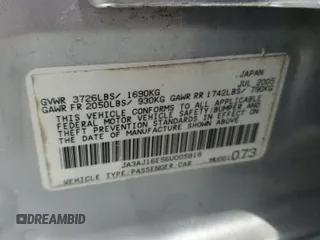 JAPAN
JUL 2005
GVWR 3726LBS/ 1690KG
GAWR FR 2050LBS/ 930KG GAWR RR 1742LBS/ 790KG
THIS VEHICLE CONFORMS TO ALL APPLICABLE
FEDERAL MOTOR VEHICLE SAFETY/BUMPER AND
THEFT PREVENTION STANDARDS IN EFFECT ON
THE DATE OF MANUFACTURE SHOWN ABOVE.
JA3AJ16E56U005818
VEHICLE TYPE/PASSENGER CAR
073